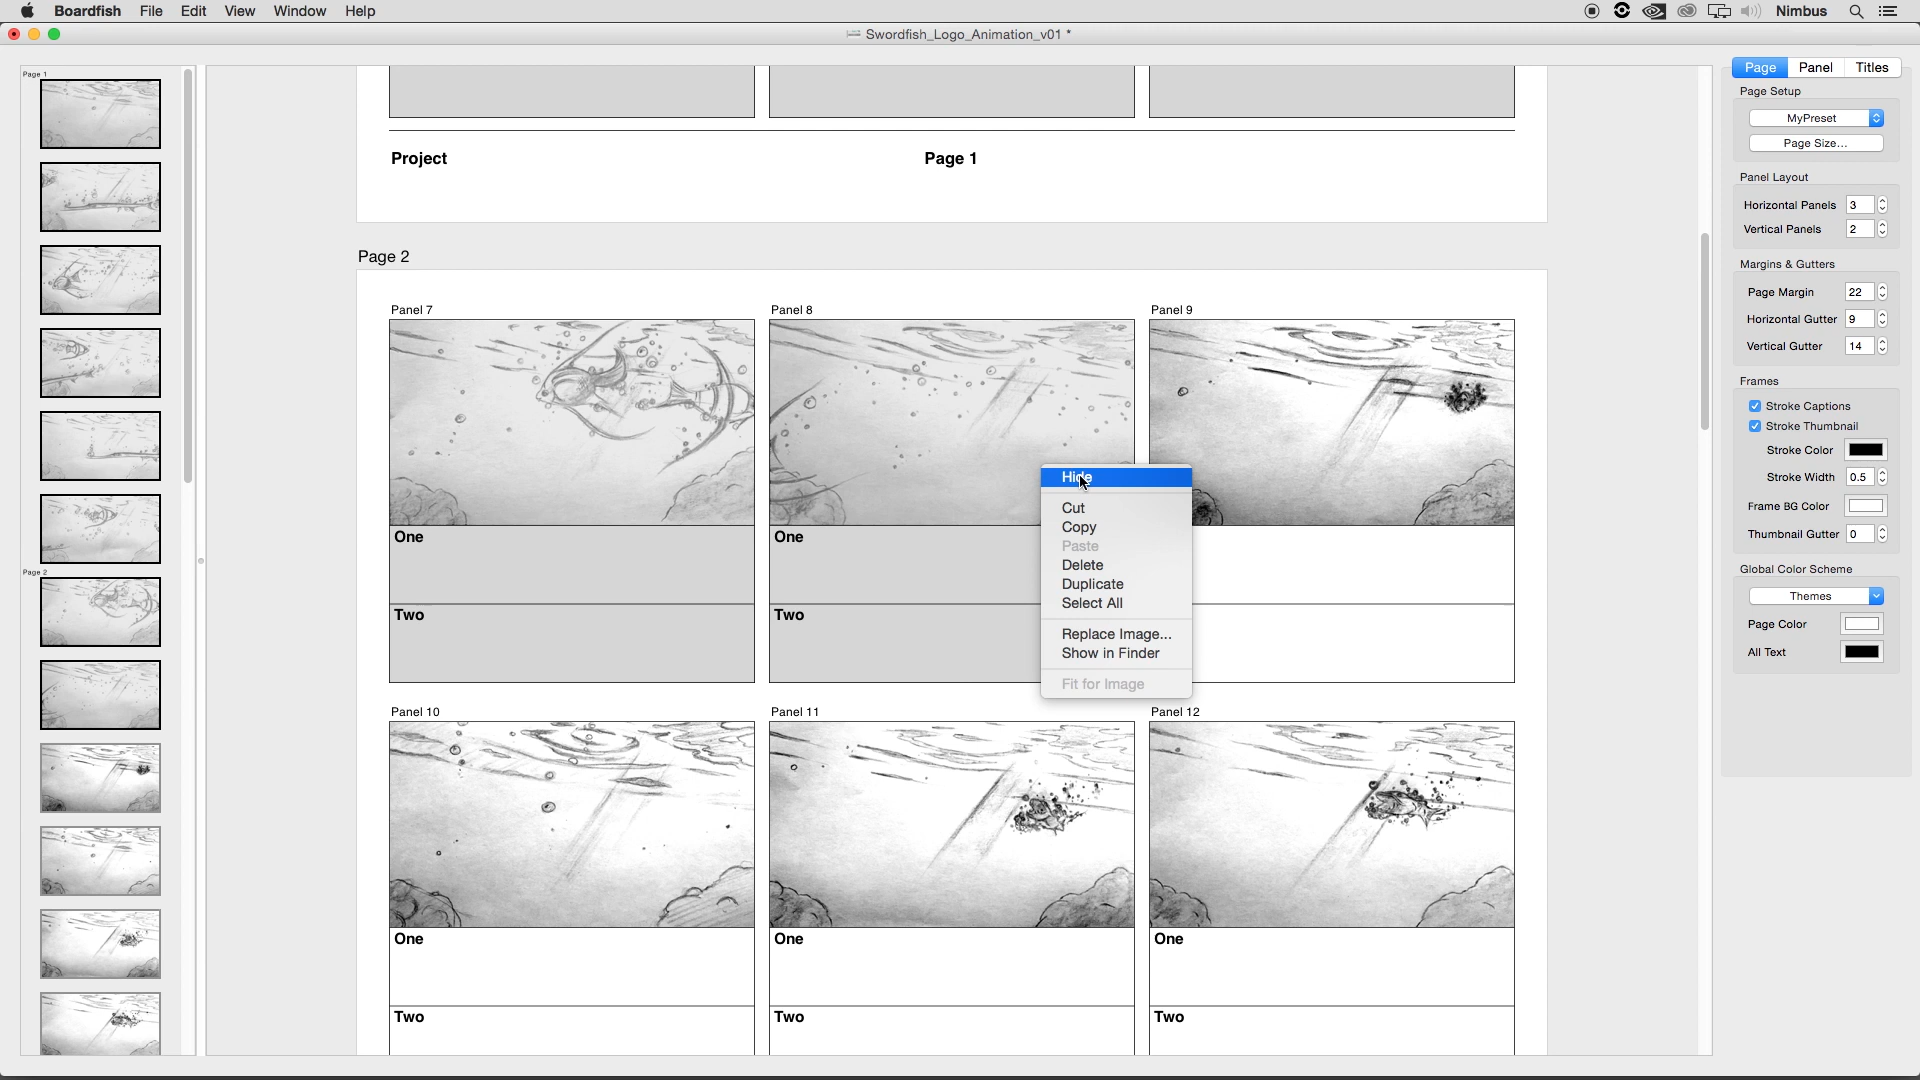 Boardfish File Edit View Window Help Nimbus
Swordfish_Logo_Animation_v01 *
Page 1
Page 2
Project Page 1
Page 2
Panel 7 Panel 8 Panel 9
One One
Two Two
Panel 10 Panel 11 Panel 12
One One One
Two Two Two
Hide
Cut
Copy
Paste
Delete
Duplicate
Select All
Replace Image...
Show in Finder
Fit for Image
Page Panel Titles
Page Setup
MyPreset
Page Size...
Panel Layout
Horizontal Panels 3
Vertical Panels 2
Margins & Gutters
Page Margin 22
Horizontal Gutter 9
Vertical Gutter 14
Frames
Stroke Captions
Stroke Thumbnail
Stroke Color
Stroke Width 0.5
Frame BG Color
Thumbnail Gutter 0
Global Color Scheme
Themes
Page Color
All Text